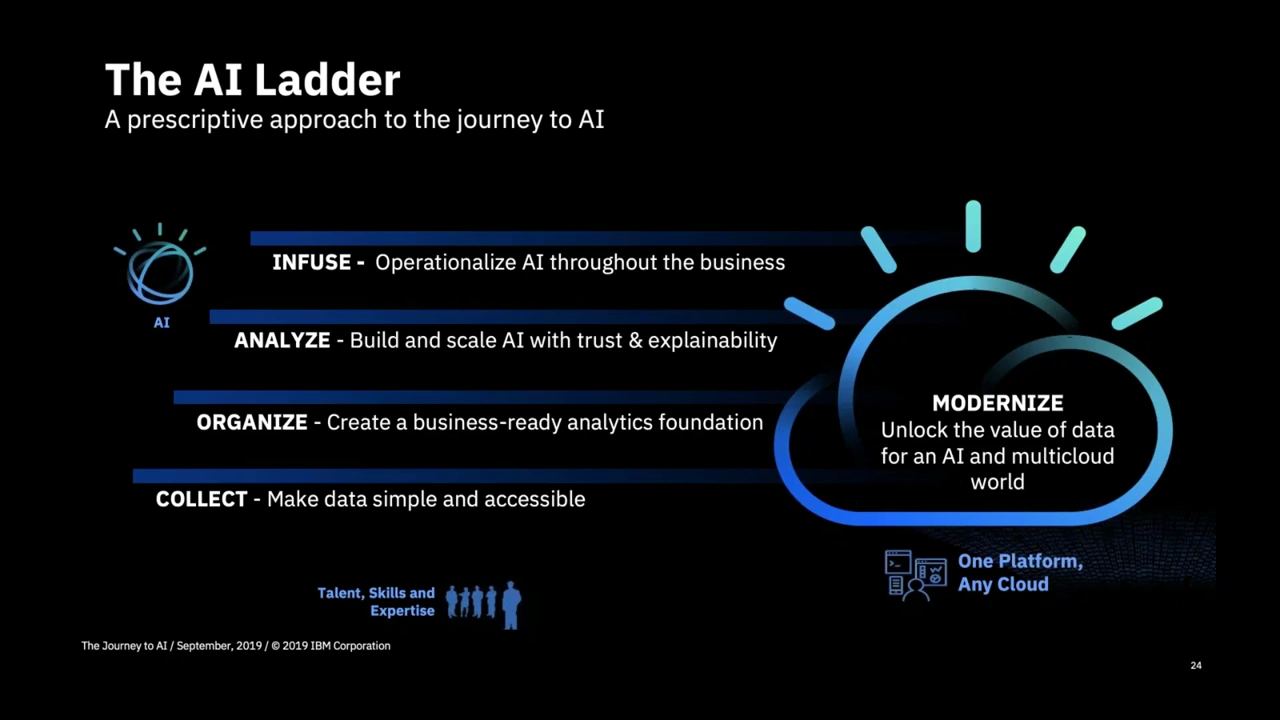 The AI Ladder
A prescriptive approach to the journey to AI
INFUSE - Operationalize AI throughout the business
AI
ANALYZE - Build and scale AI with trust & explainability
ORGANIZE - Create a business-ready analytics foundation
COLLECT - Make data simple and accessible
MODERNIZE
Unlock the value of data
for an AI and multicloud
world
One Platform,
Any Cloud
Talent, Skills and
Expertise
The Journey to AI / September, 2019 / © 2019 IBM Corporation
24